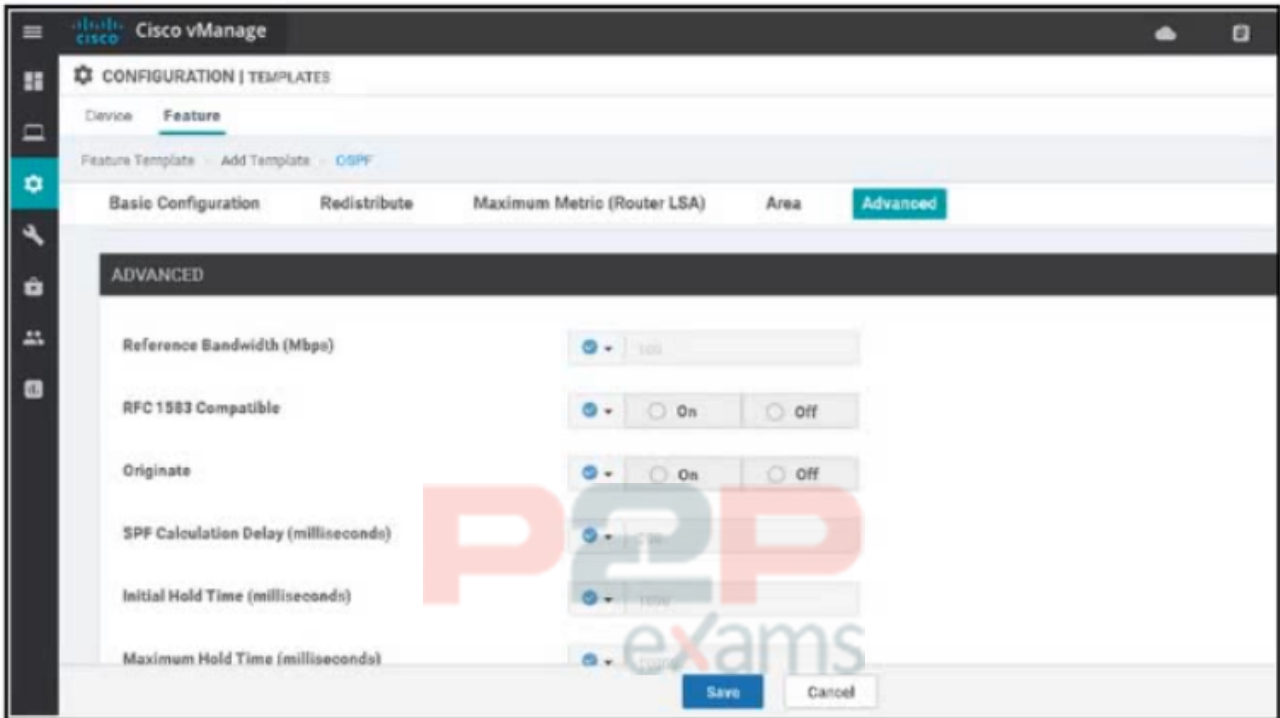 CISCO Cisco vManage
CONFIGURATION | TEMPLATES
Device Feature
Feature Template Add Template OSPF
Basic Configuration Redistribute Maximum Metric (Router LSA) Area Advanced
ADVANCED
Reference Bandwidth (Mbps) 100
RFC 1583 Compatible On Off
Originate On Off
SPF Calculation Delay (milliseconds)
Initial Hold Time (milliseconds)
Maximum Hold Time (milliseconds)
P2P
exams
Save Cancel